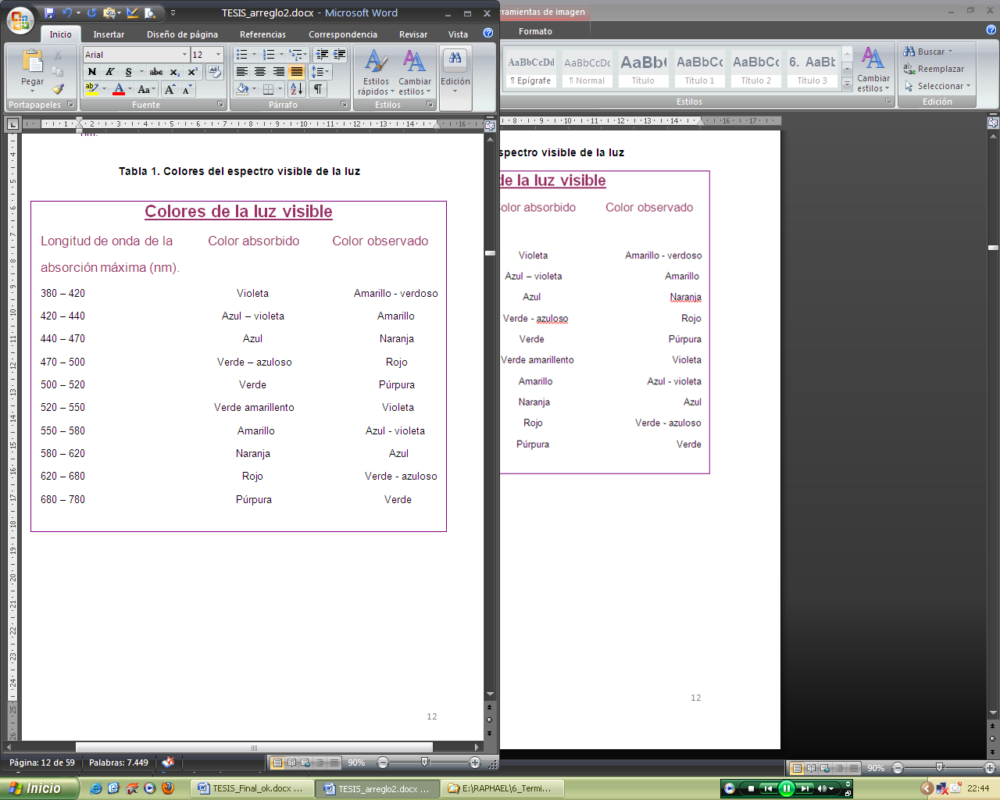 TESIS_arreglo2.docx - Microsoft Word
rramientas de imagen
Inicio Insertar Diseño de página Referencias Correspondencia Revisar Vista
Formato
Pegar
Portapapeles
Arial 12
N K S abc x₂ x²
Aa A A
Fuente
Párrafo
Estilos rápidos
Cambiar estilos
Estilos
Edición
AaBbCcDd AaBbCcDc AaBb( AaBbCc AaBbCc 6. AaBb
¶ Epígrafe ¶ Normal Título Título 1 Título 2 Título 3
Cambiar estilos
Estilos
Buscar
Reemplazar
Seleccionar
Edición
Tabla 1. Colores del espectro visible de la luz
Colores de la luz visible
Longitud de onda de la absorción máxima (nm). Color absorbido Color observado
380 – 420 Violeta Amarillo - verdoso
420 – 440 Azul – violeta Amarillo
440 – 470 Azul Naranja
470 – 500 Verde – azuloso Rojo
500 – 520 Verde Púrpura
520 – 550 Verde amarillento Violeta
550 – 580 Amarillo Azul - violeta
580 – 620 Naranja Azul
620 – 680 Rojo Verde - azuloso
680 – 780 Púrpura Verde
12
spectro visible de la luz
de la luz visible
olor absorbido Color observado
Violeta Amarillo - verdoso
Azul – violeta Amarillo
Azul Naranja
Verde - azuloso Rojo
Verde Púrpura
Verde amarillento Violeta
Amarillo Azul - violeta
Naranja Azul
Rojo Verde - azuloso
Púrpura Verde
12
Página: 12 de 59 Palabras: 7.449 90%
90%
Inicio TESIS_Final_ok.docx ... TESIS_arreglo2.docx ... E:\RAPHAEL\6_Termi... 22:44